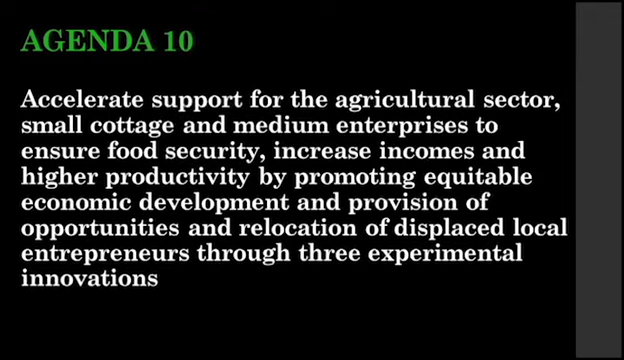 AGENDA 10
Accelerate support for the agricultural sector,
small cottage and medium enterprises to
ensure food security, increase incomes and
higher productivity by promoting equitable
economic development and provision of
opportunities and relocation of displaced local
entrepreneurs through three experimental
innovations